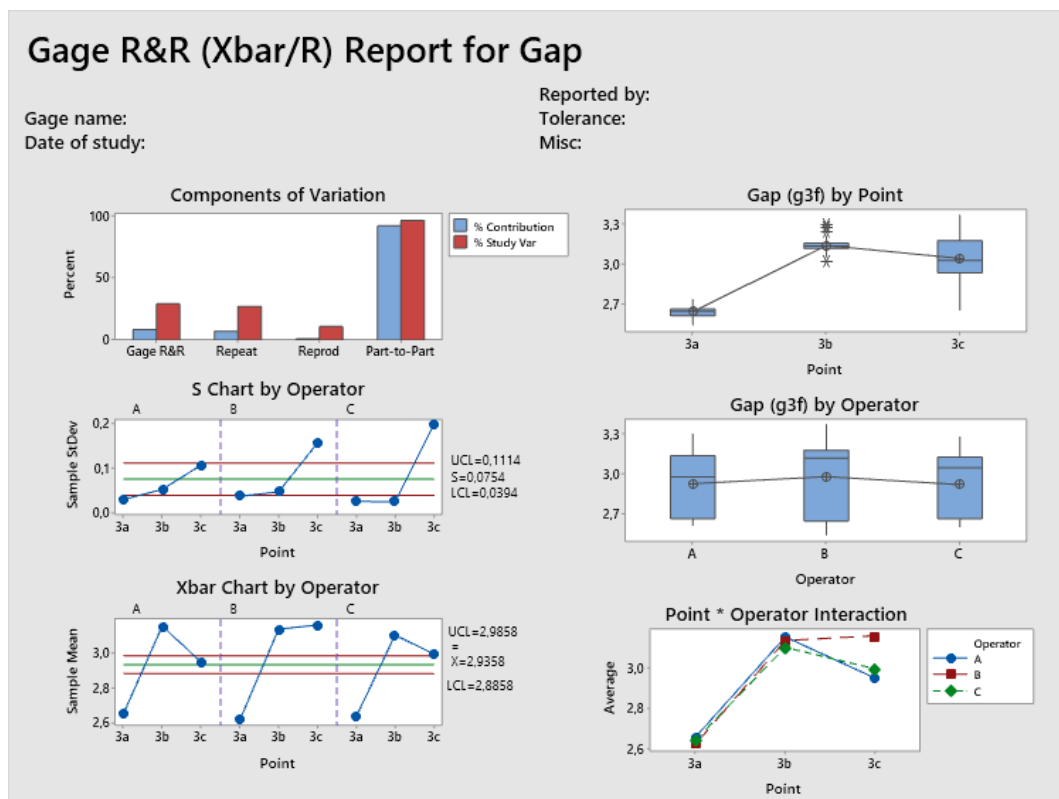 Gage R&R (Xbar/R) Report for Gap
Gage name:
Date of study:
Reported by:
Tolerance:
Misc:
Components of Variation
100
50
0
Percent
Gage R&R Repeat Reprod Part-to-Part
% Contribution
% Study Var
S Chart by Operator
A B C
0,2
0,1
0,0
Sample StDev
3a 3b 3c 3a 3b 3c 3a 3b 3c
Point
UCL=0,1114
S=0,0754
LCL=0,0394
Xbar Chart by Operator
A B C
3,0
2,8
2,6
Sample Mean
3a 3b 3c 3a 3b 3c 3a 3b 3c
Point
UCL=2,9858
=
X=2,9358
LCL=2,8858
Gap (g3f) by Point
3,3
3,0
2,7
3a 3b 3c
Point
Gap (g3f) by Operator
3,3
3,0
2,7
A B C
Operator
Point * Operator Interaction
3,0
2,8
2,6
Average
3a 3b 3c
Point
Operator
A
B
C